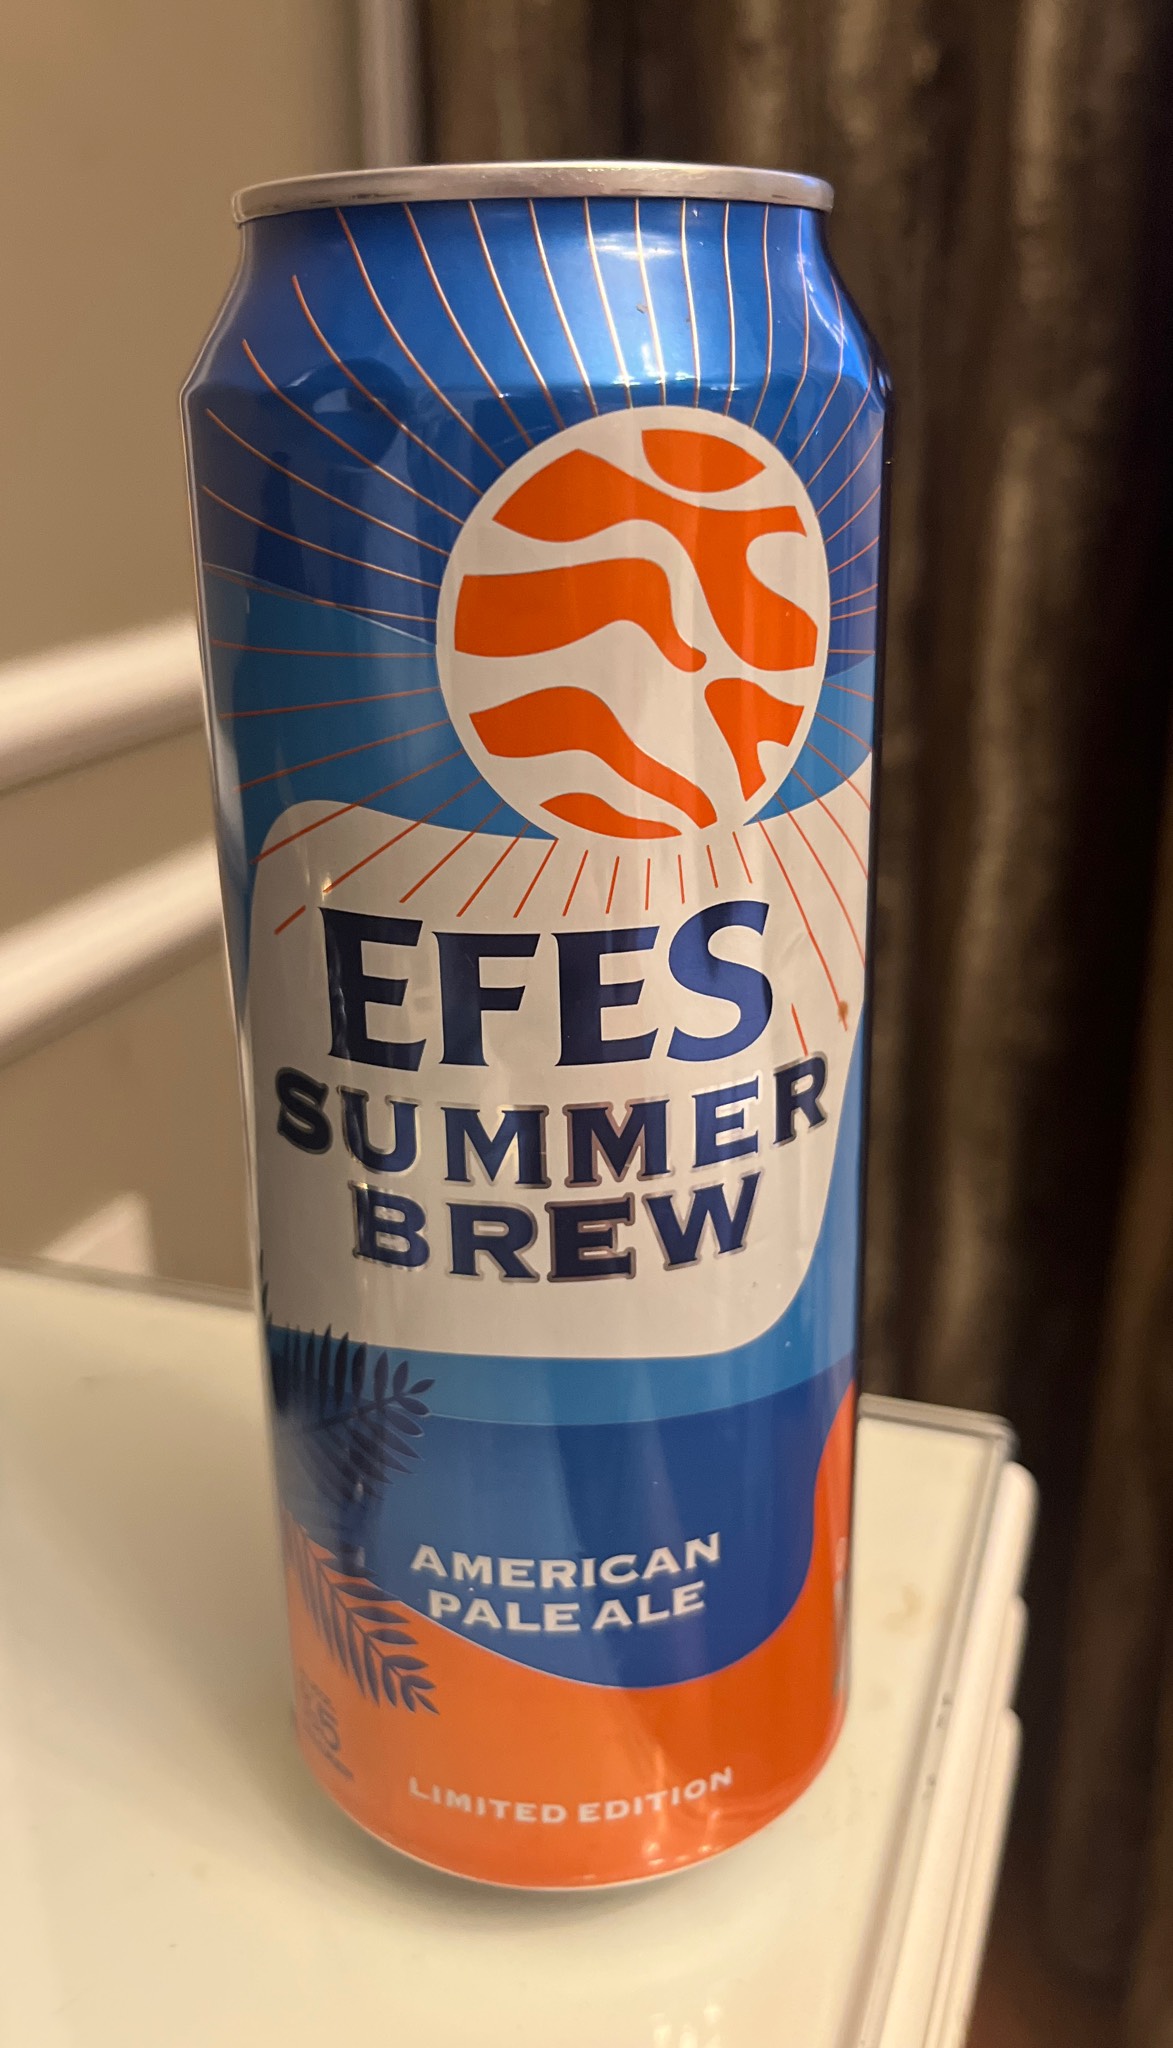 EFES
SUMMER
BREW
AMERICAN
PALE ALE
LIMITED EDITION